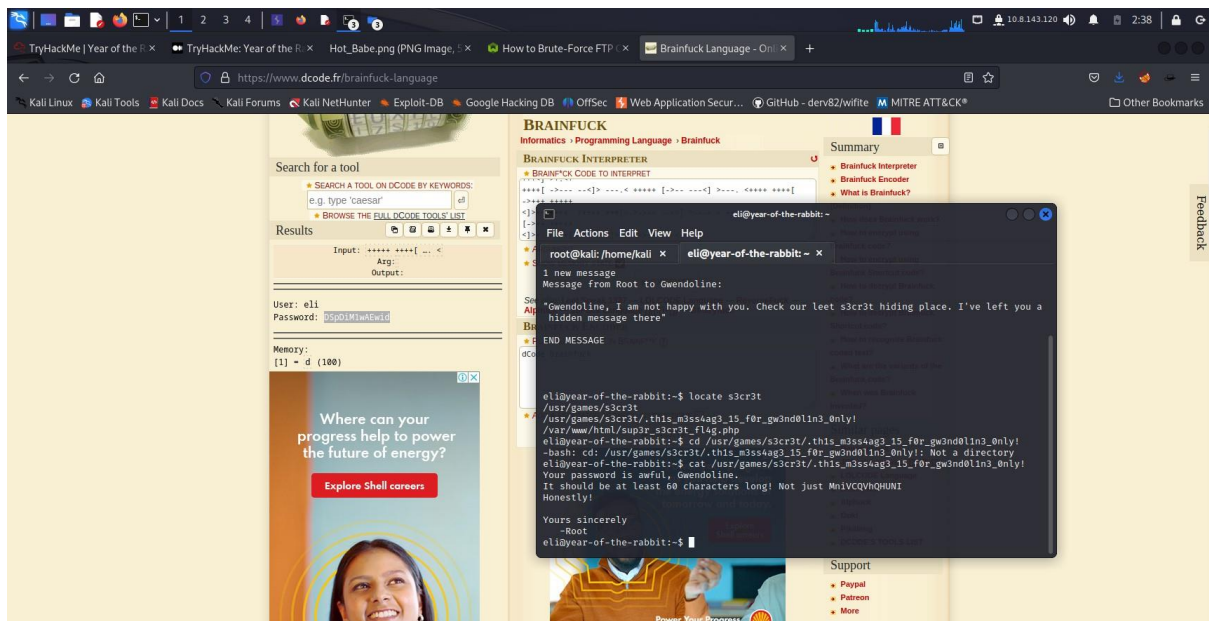 1 2 3 4
10.8.143.120
2:38
TryHackMe | Year of the R
TryHackMe: Year of the R
Hot_Babe.png (PNG Image, 5
How to Brute-Force FTP
Brainfuck Language - Onl
https://www.dcode.fr/brainfuck-language
Kali Linux Kali Tools Kali Docs Kali Forums Kali NetHunter Exploit-DB Google Hacking DB OffSec Web Application Secur... GitHub - derv82/wifite MITRE ATT&CK® Other Bookmarks
Search for a tool
SEARCH A TOOL ON DCODE BY KEYWORDS:
e.g. type 'caesar'
BROWSE THE FULL DCODE TOOLS' LIST
Results
Input: +++++ ++++[ …. <
Arg:
Output:
User: eli
Password: DSpDiM1wAEwid
Memory:
[1] = d (100)
Where can your
progress help to power
the future of energy?
Explore Shell careers
BRAINFUCK
Informatics › Programming Language › Brainfuck
BRAINFUCK INTERPRETER
BRAINF*CK CODE TO INTERPRET
++++[ ->--- --<]> ---.< +++++ [->-- ---<] >---. <++++ ++++[
->+++ +++++
Summary
Brainfuck Interpreter
Brainfuck Encoder
What is Brainfuck?
Feedback
eli@year-of-the-rabbit: ~
File Actions Edit View Help
root@kali: /home/kali × eli@year-of-the-rabbit: ~ ×
1 new message
Message from Root to Gwendoline:
"Gwendoline, I am not happy with you. Check our leet s3cr3t hiding place. I've left you a
hidden message there"
END MESSAGE
eli@year-of-the-rabbit:~$ locate s3cr3t
/usr/games/s3cr3t
/usr/games/s3cr3t/.th1s_m3ss4ag3_15_f0r_gw3nd0l1n3_0nly!
/var/www/html/sup3r_s3cr3t_fl4g.php
eli@year-of-the-rabbit:~$ cd /usr/games/s3cr3t/.th1s_m3ss4ag3_15_f0r_gw3nd0l1n3_0nly!
-bash: cd: /usr/games/s3cr3t/.th1s_m3ss4ag3_15_f0r_gw3nd0l1n3_0nly!: Not a directory
eli@year-of-the-rabbit:~$ cat /usr/games/s3cr3t/.th1s_m3ss4ag3_15_f0r_gw3nd0l1n3_0nly!
Your password is awful, Gwendoline.
It should be at least 60 characters long! Not just MniVCQVhQHUNI
Honestly!
Yours sincerely
-Root
eli@year-of-the-rabbit:~$
Power Your Progress
Support
Paypal
Patreon
More